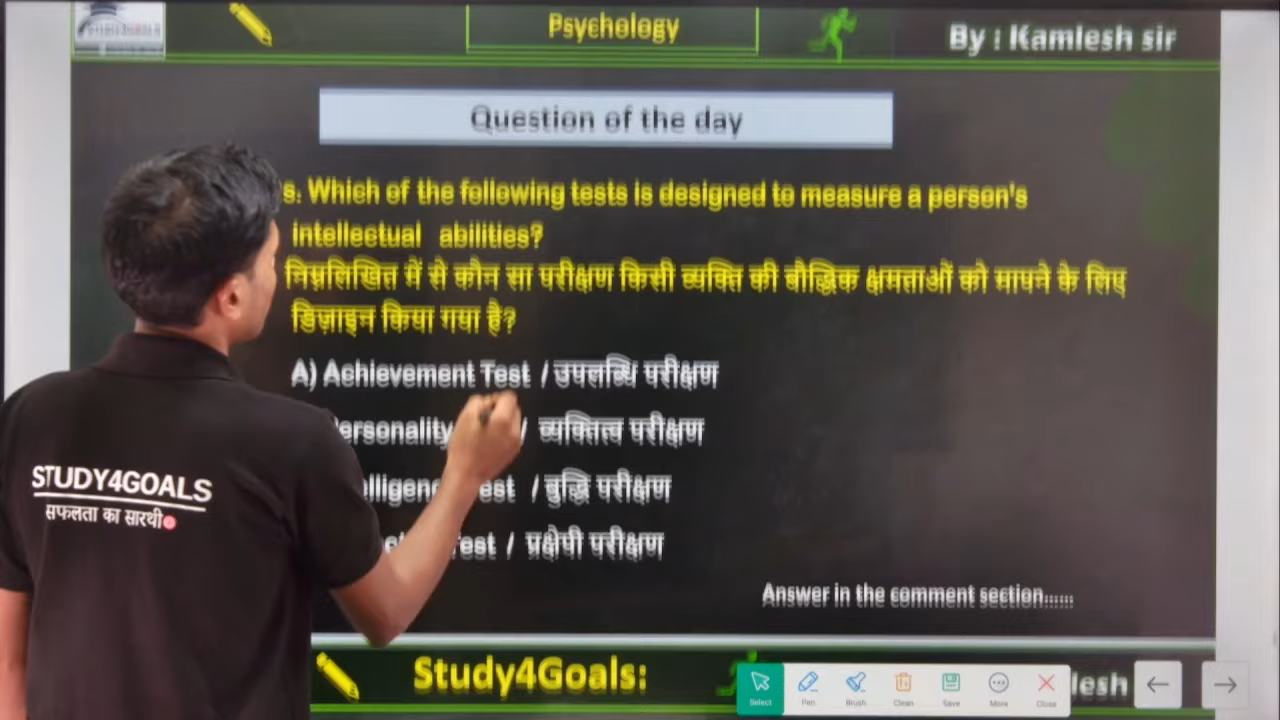 Psychology
By : Kamlesh sir
Question of the day
s. Which of the following tests is designed to measure a person's
intellectual abilities?
निम्नलिखित में से कौन सा परीक्षण किसी व्यक्ति की बौद्धिक क्षमताओं को मापने के लिए
डिज़ाइन किया गया है?
A) Achievement Test / उपलब्धि परीक्षण
ersonality / व्यक्तित्व परीक्षण
elligenc est / बुद्धि परीक्षण
est / प्रक्षेपी परीक्षण
Answer in the comment section......
STUDY4GOALS
सफलता का सारथी
Study4Goals:
lesh
Select Pen Brush Clean Save More Close